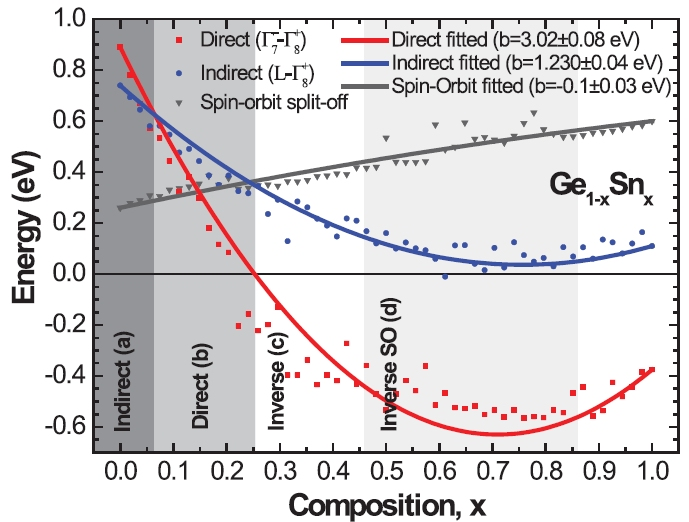 Direct (Γ₇⁻-Γ₈⁺)
Indirect (L-Γ₈⁺)
Spin-orbit split-off
Direct fitted (b=3.02±0.08 eV)
Indirect fitted (b=1.230±0.04 eV)
Spin-Orbit fitted (b=-0.1±0.03 eV)
Ge₁₋ₓSnₓ
Energy (eV)
1.0
0.8
0.6
0.4
0.2
0.0
-0.2
-0.4
-0.6
Indirect (a)
Direct (b)
Inverse (c)
Inverse SO (d)
0.0 0.1 0.2 0.3 0.4 0.5 0.6 0.7 0.8 0.9 1.0
Composition, x